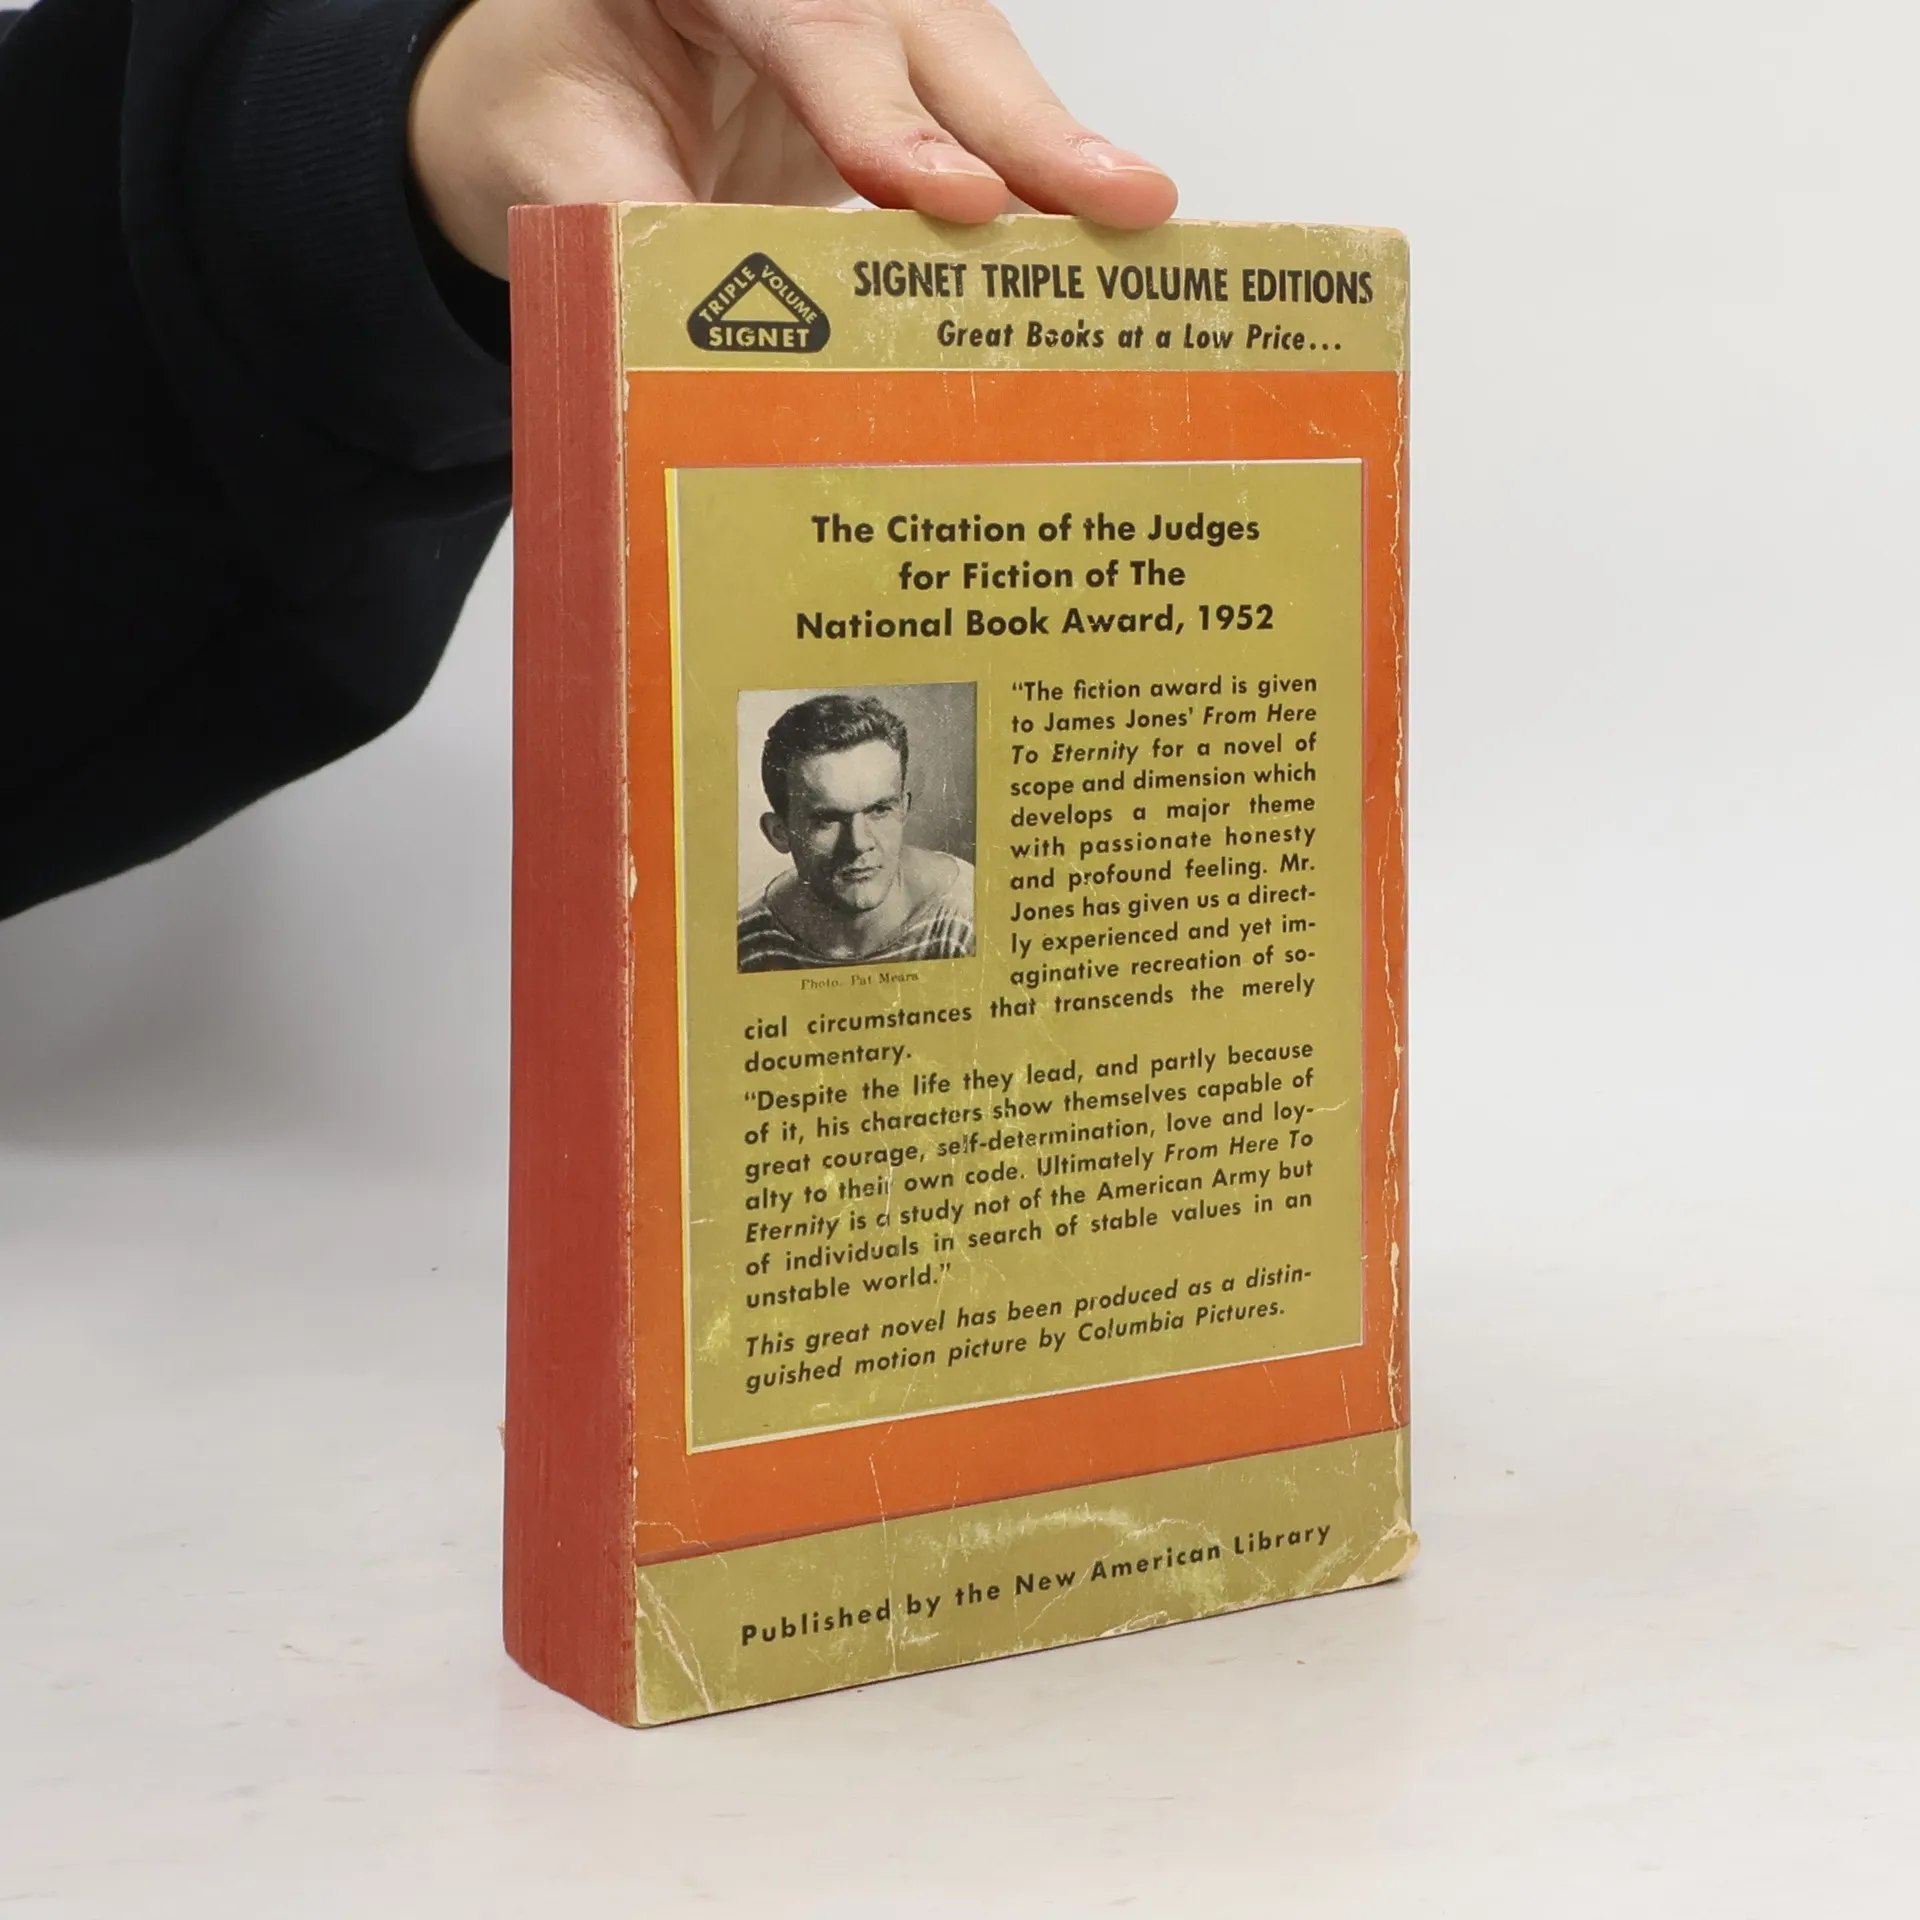 TRIPLE VOLUME
SIGNET
SIGNET TRIPLE VOLUME EDITIONS
Great Books at a Low Price...
The Citation of the Judges
for Fiction of The
National Book Award, 1952
“The fiction award is given
to James Jones’ From Here
To Eternity for a novel of
scope and dimension which
develops a major theme
with passionate honesty
and profound feeling. Mr.
Jones has given us a direct-
ly experienced and yet im-
aginative recreation of so-
Photo. Pat Mearn
cial circumstances that transcends the merely
documentary.
“Despite the life they lead, and partly because
of it, his characters show themselves capable of
great courage, self-determination, love and loy-
alty to their own code. Ultimately From Here To
Eternity is a study not of the American Army but
of individuals in search of stable values in an
unstable world.”
This great novel has been produced as a distin-
guished motion picture by Columbia Pictures.
Published by the New American Library